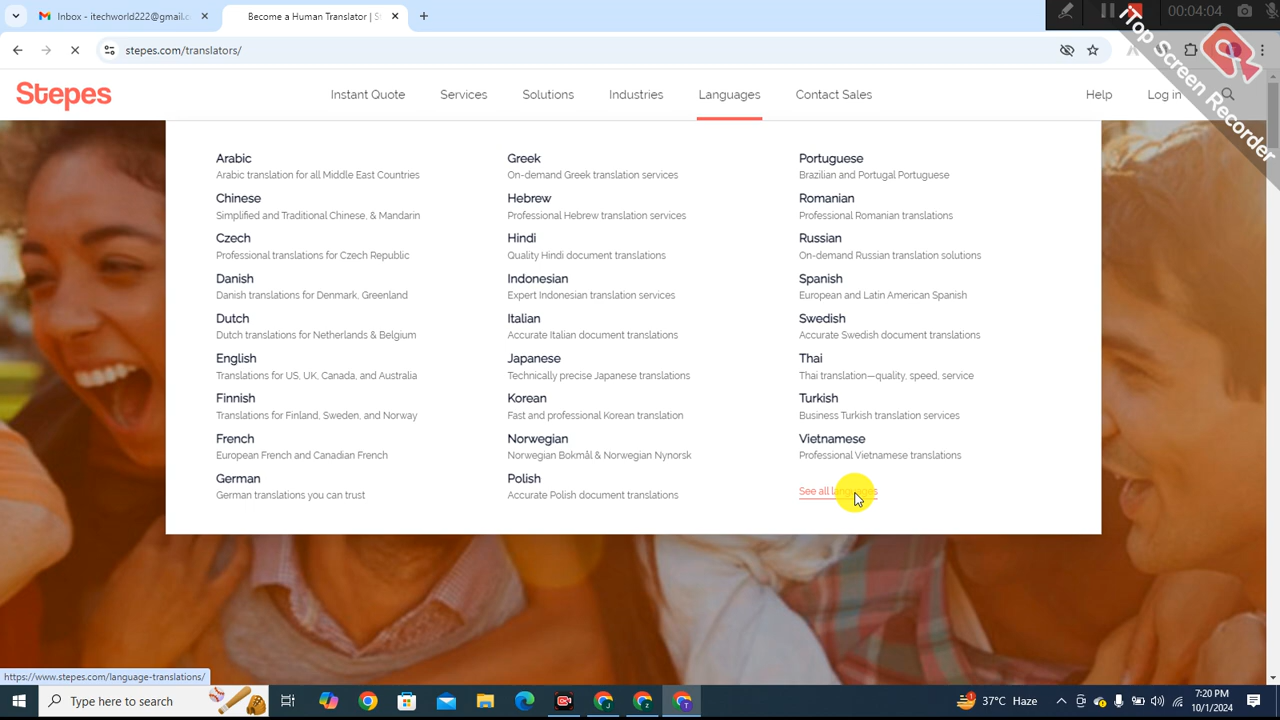 Inbox - itechworld222@gmail.c
Become a Human Translator | S
00:04:04
iTop Screen Recorder
stepes.com/translators/
Stepes
Instant Quote
Services
Solutions
Industries
Languages
Contact Sales
Help
Log in
Arabic
Arabic translation for all Middle East Countries
Chinese
Simplified and Traditional Chinese, & Mandarin
Czech
Professional translations for Czech Republic
Danish
Danish translations for Denmark, Greenland
Dutch
Dutch translations for Netherlands & Belgium
English
Translations for US, UK, Canada, and Australia
Finnish
Translations for Finland, Sweden, and Norway
French
European French and Canadian French
German
German translations you can trust
Greek
On-demand Greek translation services
Hebrew
Professional Hebrew translation services
Hindi
Quality Hindi document translations
Indonesian
Expert Indonesian translation services
Italian
Accurate Italian document translations
Japanese
Technically precise Japanese translations
Korean
Fast and professional Korean translation
Norwegian
Norwegian Bokmål & Norwegian Nynorsk
Polish
Accurate Polish document translations
Portuguese
Brazilian and Portugal Portuguese
Romanian
Professional Romanian translations
Russian
On-demand Russian translation solutions
Spanish
European and Latin American Spanish
Swedish
Accurate Swedish document translations
Thai
Thai translation—quality, speed, service
Turkish
Business Turkish translation services
Vietnamese
Professional Vietnamese translations
See all languages
https://www.stepes.com/language-translations/
Type here to search
37°C Haze
7:20 PM
10/1/2024